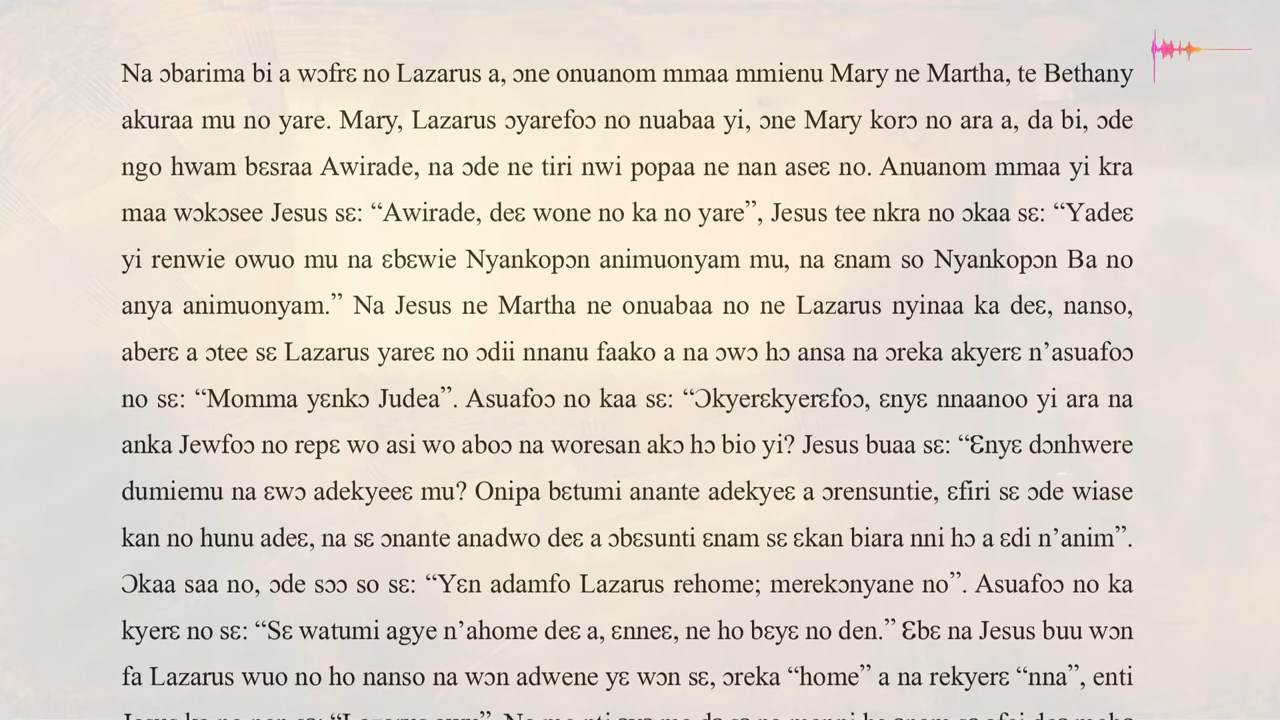 Na ɔbarima bi a wɔfrɛ no Lazarus a, ɔne onuanom mmaa mmienu Mary ne Martha, te Bethany
akuraa mu no yare. Mary, Lazarus ɔyarefoɔ no nuabaa yi, ɔne Mary korɔ no ara a, da bi, ɔde
ngo hwam bɛsraa Awirade, na ɔde ne tiri nwi popaa ne nan aseɛ no. Anuanom mmaa yi kra
maa wɔkɔsee Jesus sɛ: “Awirade, deɛ wone no ka no yare”, Jesus tee nkra no ɔkaa sɛ: “Yadeɛ
yi renwie owuo mu na ɛbɛwie Nyankopɔn animuonyam mu, na ɛnam so Nyankopɔn Ba no
anya animuonyam.” Na Jesus ne Martha ne onuabaa no ne Lazarus nyinaa ka deɛ, nanso,
aberɛ a ɔtee sɛ Lazarus yareɛ no ɔdii nnanu faako a na ɔwɔ hɔ ansa na ɔreka akyerɛ n’asuafoɔ
no sɛ: “Momma yɛnkɔ Judea”. Asuafoɔ no kaa sɛ: “Ɔkyerɛkyerɛfoɔ, ɛnyɛ nnaanoo yi ara na
anka Jewfoɔ no repɛ wo asi wo aboɔ na woresan akɔ hɔ bio yi? Jesus buaa sɛ: “Ɛnyɛ dɔnhwere
dumiemu na ɛwɔ adekyeeɛ mu? Onipa bɛtumi anante adekyeɛ a ɔrensuntie, ɛfiri sɛ ɔde wiase
kan no hunu adeɛ, na sɛ ɔnante anadwo deɛ a ɔbɛsunti ɛnam sɛ ɛkan biara nni hɔ a ɛdi n’anim”.
Ɔkaa saa no, ɔde sɔɔ so sɛ: “Yɛn adamfo Lazarus rehome; merekɔnyane no”. Asuafoɔ no ka
kyerɛ no sɛ: “Sɛ watumi agye n’ahome deɛ a, ɛnneɛ, ne ho bɛyɛ no den.” Ɛbɛ na Jesus buu wɔn
fa Lazarus wuo no ho nanso na wɔn adwene yɛ wɔn sɛ, ɔreka “home” a na rekyerɛ “nna”, enti